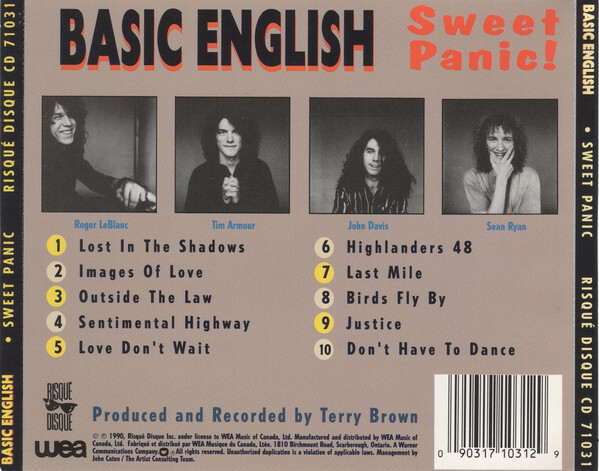 BASIC ENGLISH
Sweet
Panic!
Roger LeBlanc
Tim Armour
John Davis
Sean Ryan
1 Lost In The Shadows
2 Images Of Love
3 Outside The Law
4 Sentimental Highway
5 Love Don't Wait
6 Highlanders 48
7 Last Mile
8 Birds Fly By
9 Justice
10 Don't Have To Dance
RISQUÉ
DISQUE
wea
Produced and Recorded by Terry Brown
© ℗ 1990, Risqué Disque Inc. under license to WEA Music of Canada, Ltd. Manufactured and distributed by WEA Music of
Canada, Ltd. Fabriqué et distribué par WEA Musique du Canada, Ltée. 1810 Birchmount Road, Scarborough, Ontario. A Warner
Communications Company. All rights reserved. Unauthorized duplication is a violation of applicable laws. Management by
John Caton / The Artist Consulting Team.
0 90317 10312 9
BASIC ENGLISH • SWEET PANIC RISQUÉ DISQUE CD 71031
BASIC ENGLISH • SWEET PANIC RISQUÉ DISQUE CD 71031